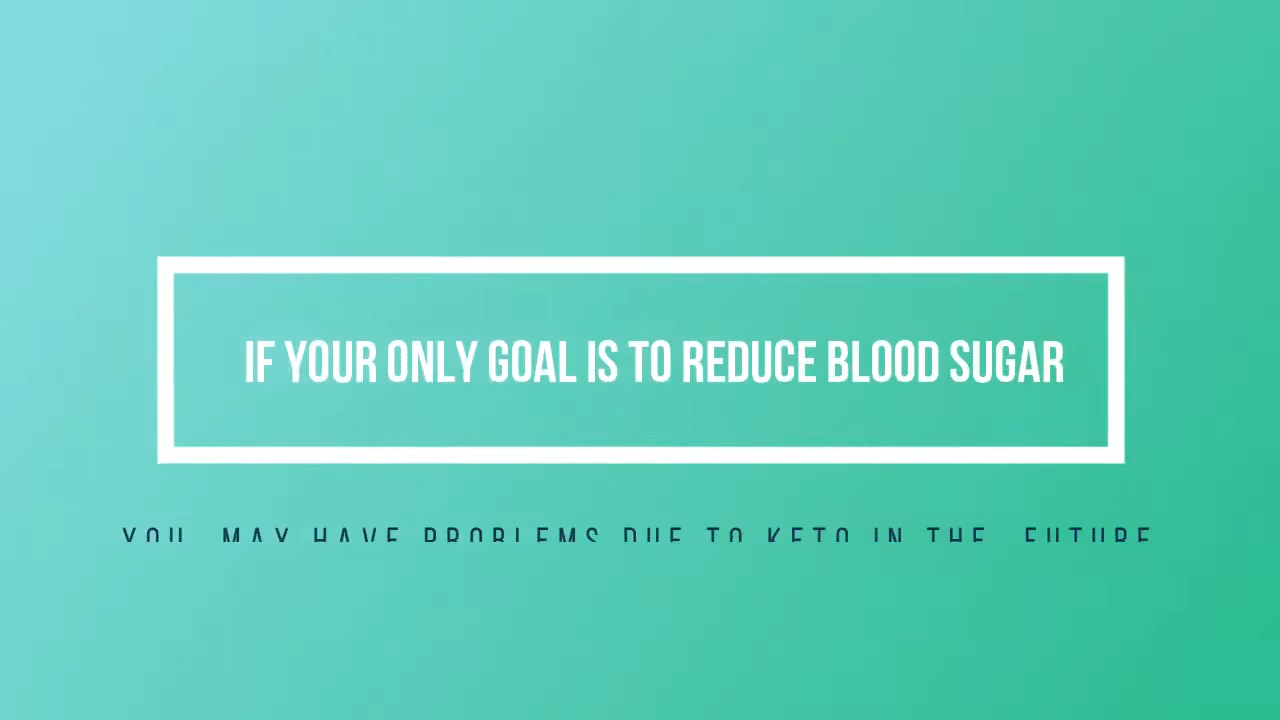 IF YOUR ONLY GOAL IS TO REDUCE BLOOD SUGAR
YOU MAY HAVE PROBLEMS DUE TO KETO IN THE FUTURE